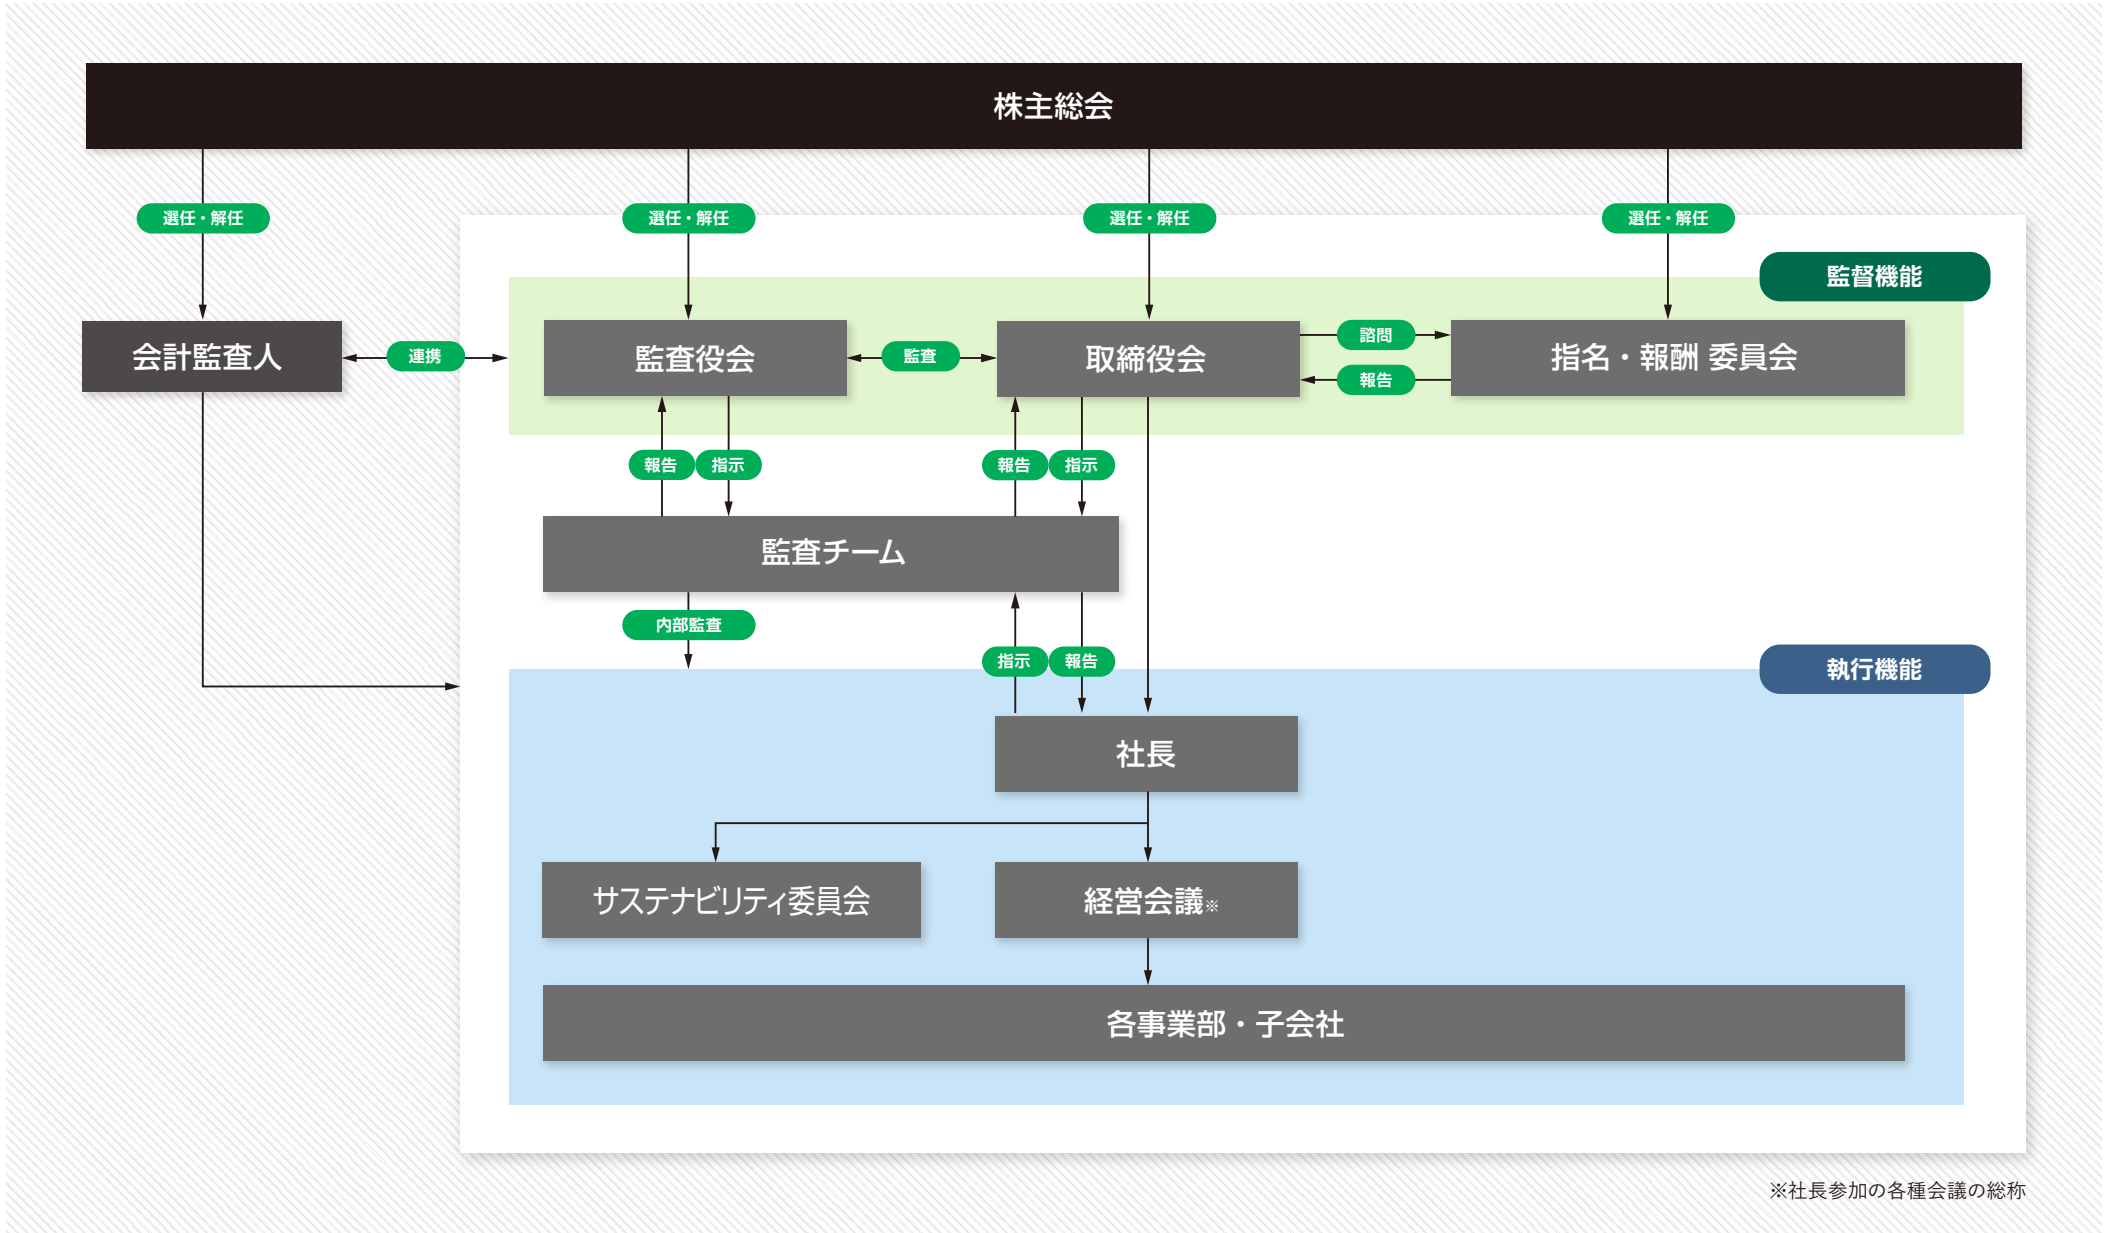 株主総会
選任・解任
選任・解任
選任・解任
選任・解任
監督機能
会計監査人
連携
監査役会
監査
取締役会
諮問
報告
指名・報酬 委員会
報告
指示
報告
指示
監査チーム
内部監査
指示
報告
執行機能
社長
サステナビリティ委員会
経営会議※
各事業部・子会社
※社長参加の各種会議の総称